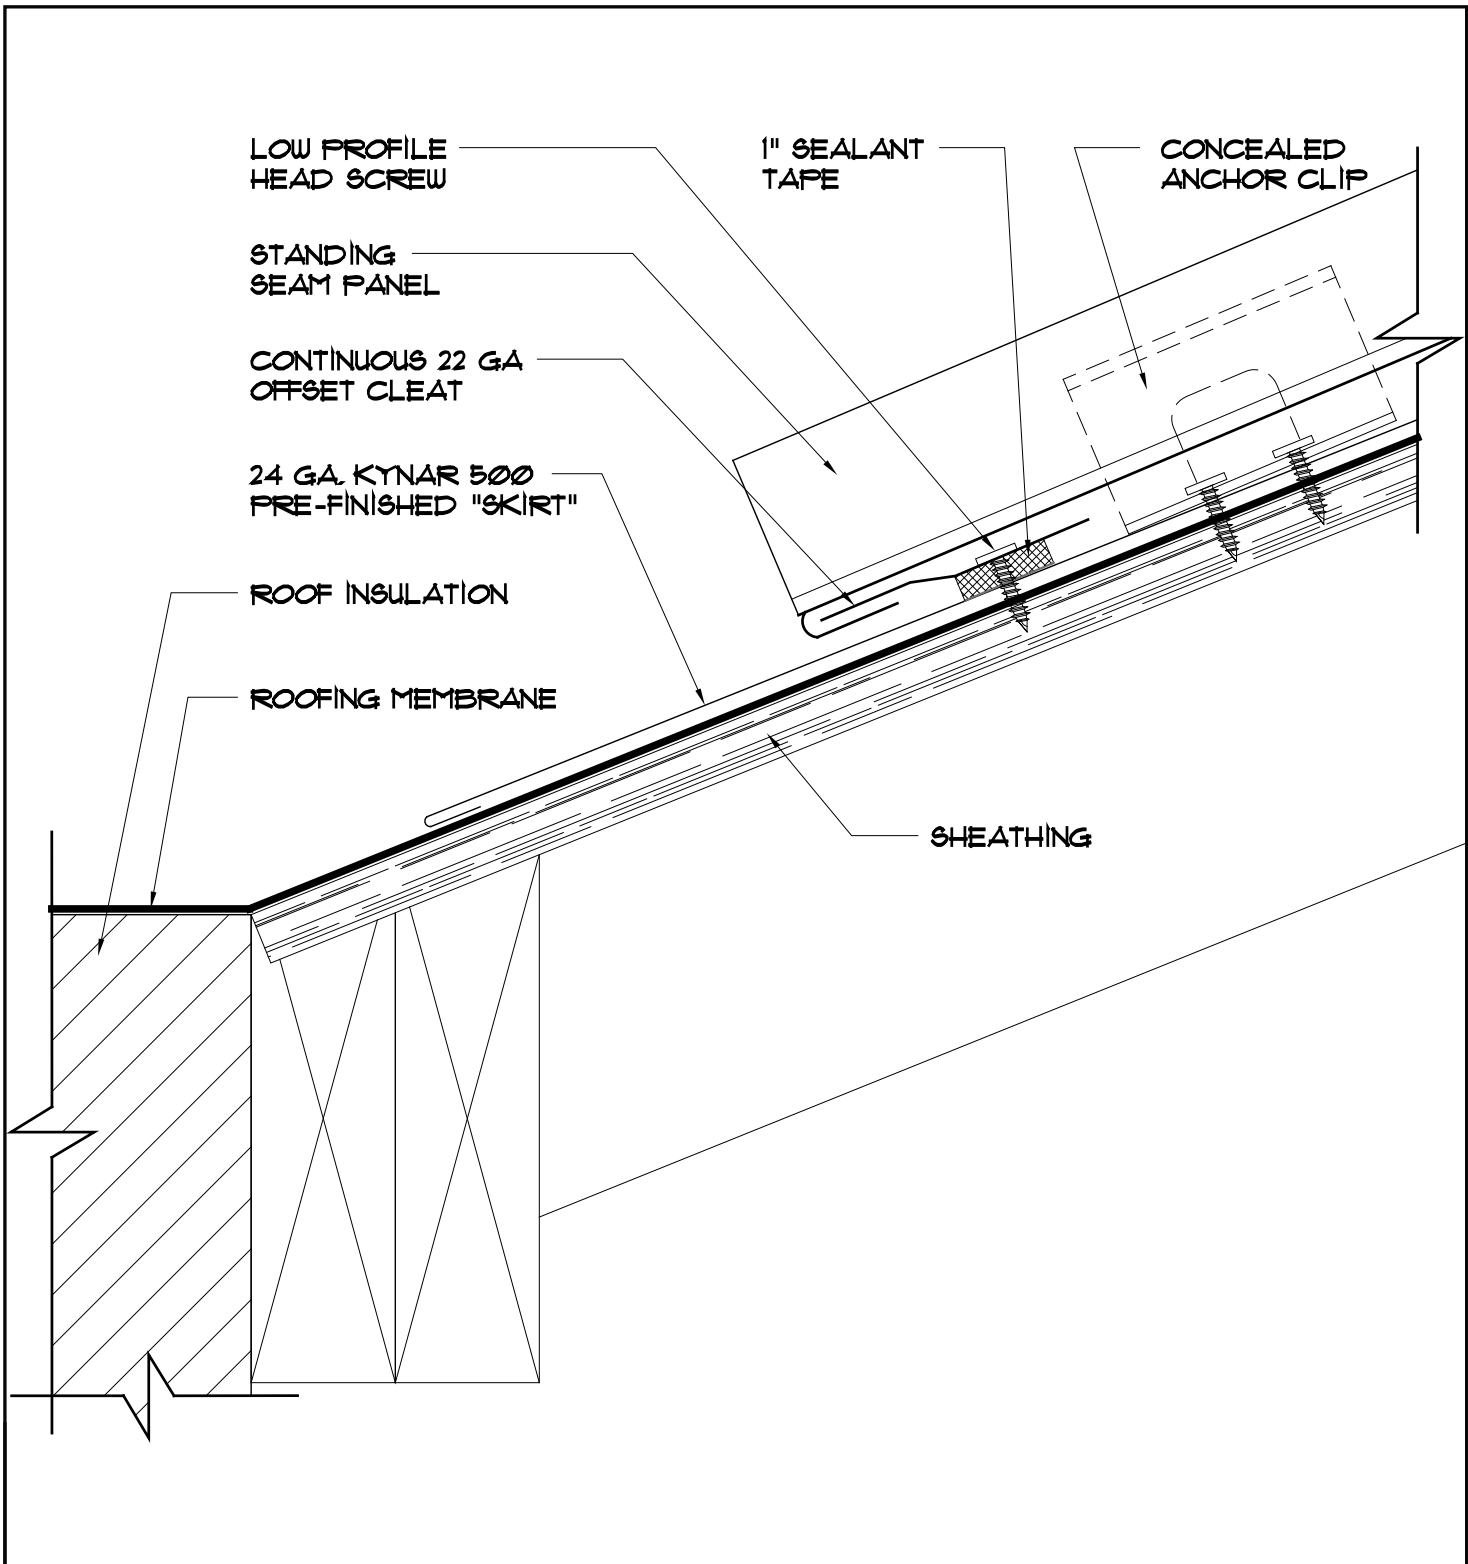 LOW PROFILE
HEAD SCREW
1" SEALANT
TAPE
CONCEALED
ANCHOR CLIP
STANDING
SEAM PANEL
CONTINUOUS 22 GA
OFFSET CLEAT
24 GA. KYNAR 500
PRE-FINISHED "SKIRT"
ROOF INSULATION
ROOFING MEMBRANE
SHEATHING